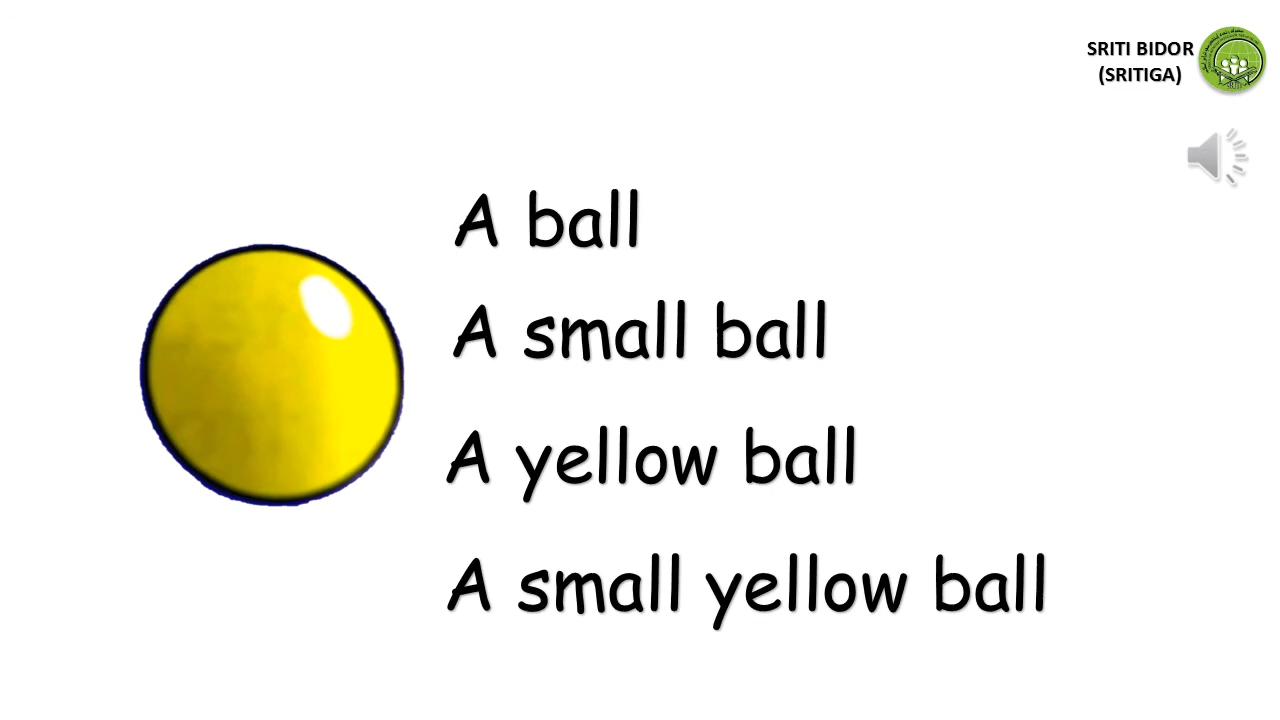 SRITI BIDOR
(SRITIGA)
A ball
A small ball
A yellow ball
A small yellow ball